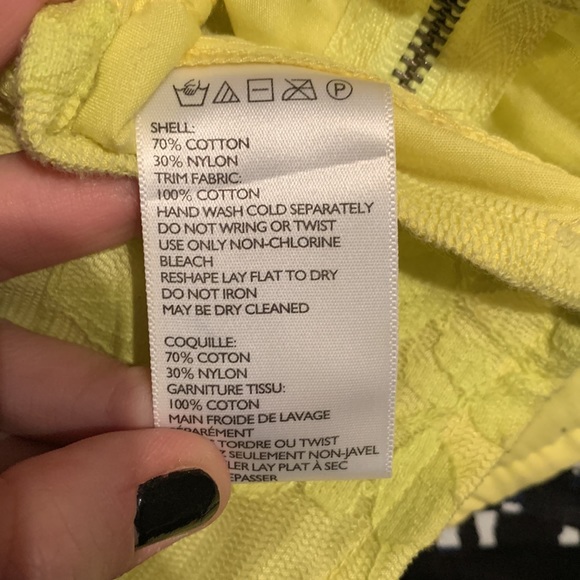 P
SHELL:
70% COTTON
30% NYLON
TRIM FABRIC:
100% COTTON
HAND WASH COLD SEPARATELY
DO NOT WRING OR TWIST
USE ONLY NON-CHLORINE
BLEACH
RESHAPE LAY FLAT TO DRY
DO NOT IRON
MAY BE DRY CLEANED
COQUILLE:
70% COTON
30% NYLON
GARNITURE TISSU:
100% COTON
MAIN FROIDE DE LAVAGE
TORDRE OU TWIST
SEULEMENT NON-JAVEL
LAY PLAT À SEC